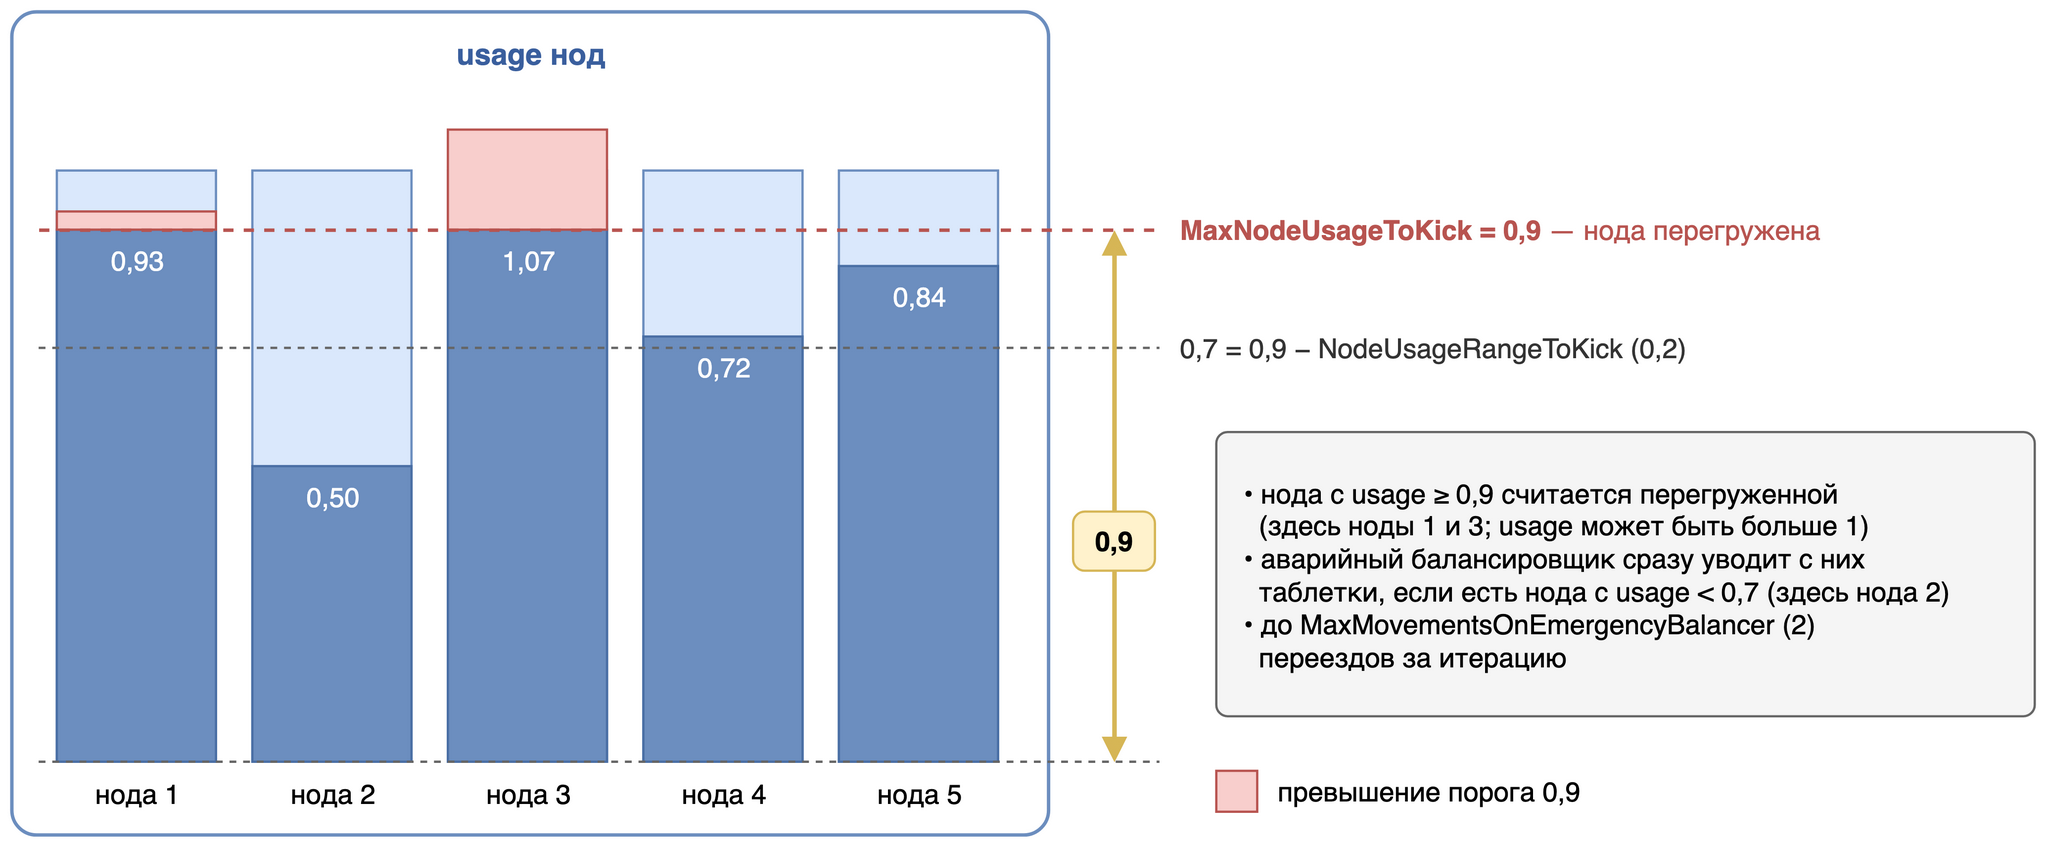 usage нод
0,93
0,50
1,07
0,72
0,84
нода 1
нода 2
нода 3
нода 4
нода 5
0,9
MaxNodeUsageToKick = 0,9 — нода перегружена
0,7 = 0,9 – NodeUsageRangeToKick (0,2)
• нода с usage ≥ 0,9 считается перегруженной
(здесь ноды 1 и 3; usage может быть больше 1)
• аварийный балансировщик сразу уводит с них
таблетки, если есть нода с usage < 0,7 (здесь нода 2)
• до MaxMovementsOnEmergencyBalancer (2)
переездов за итерацию
превышение порога 0,9